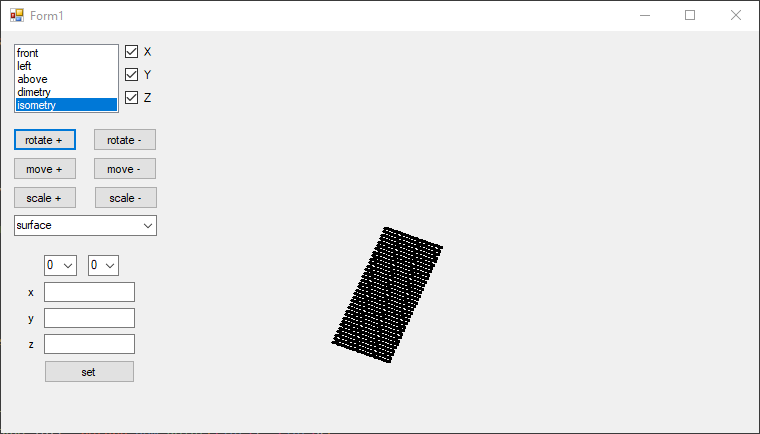 Form1
front
left
above
dimetry
isometry
X
Y
Z
rotate +
rotate -
move +
move -
scale +
scale -
surface
0
0
x
y
z
set